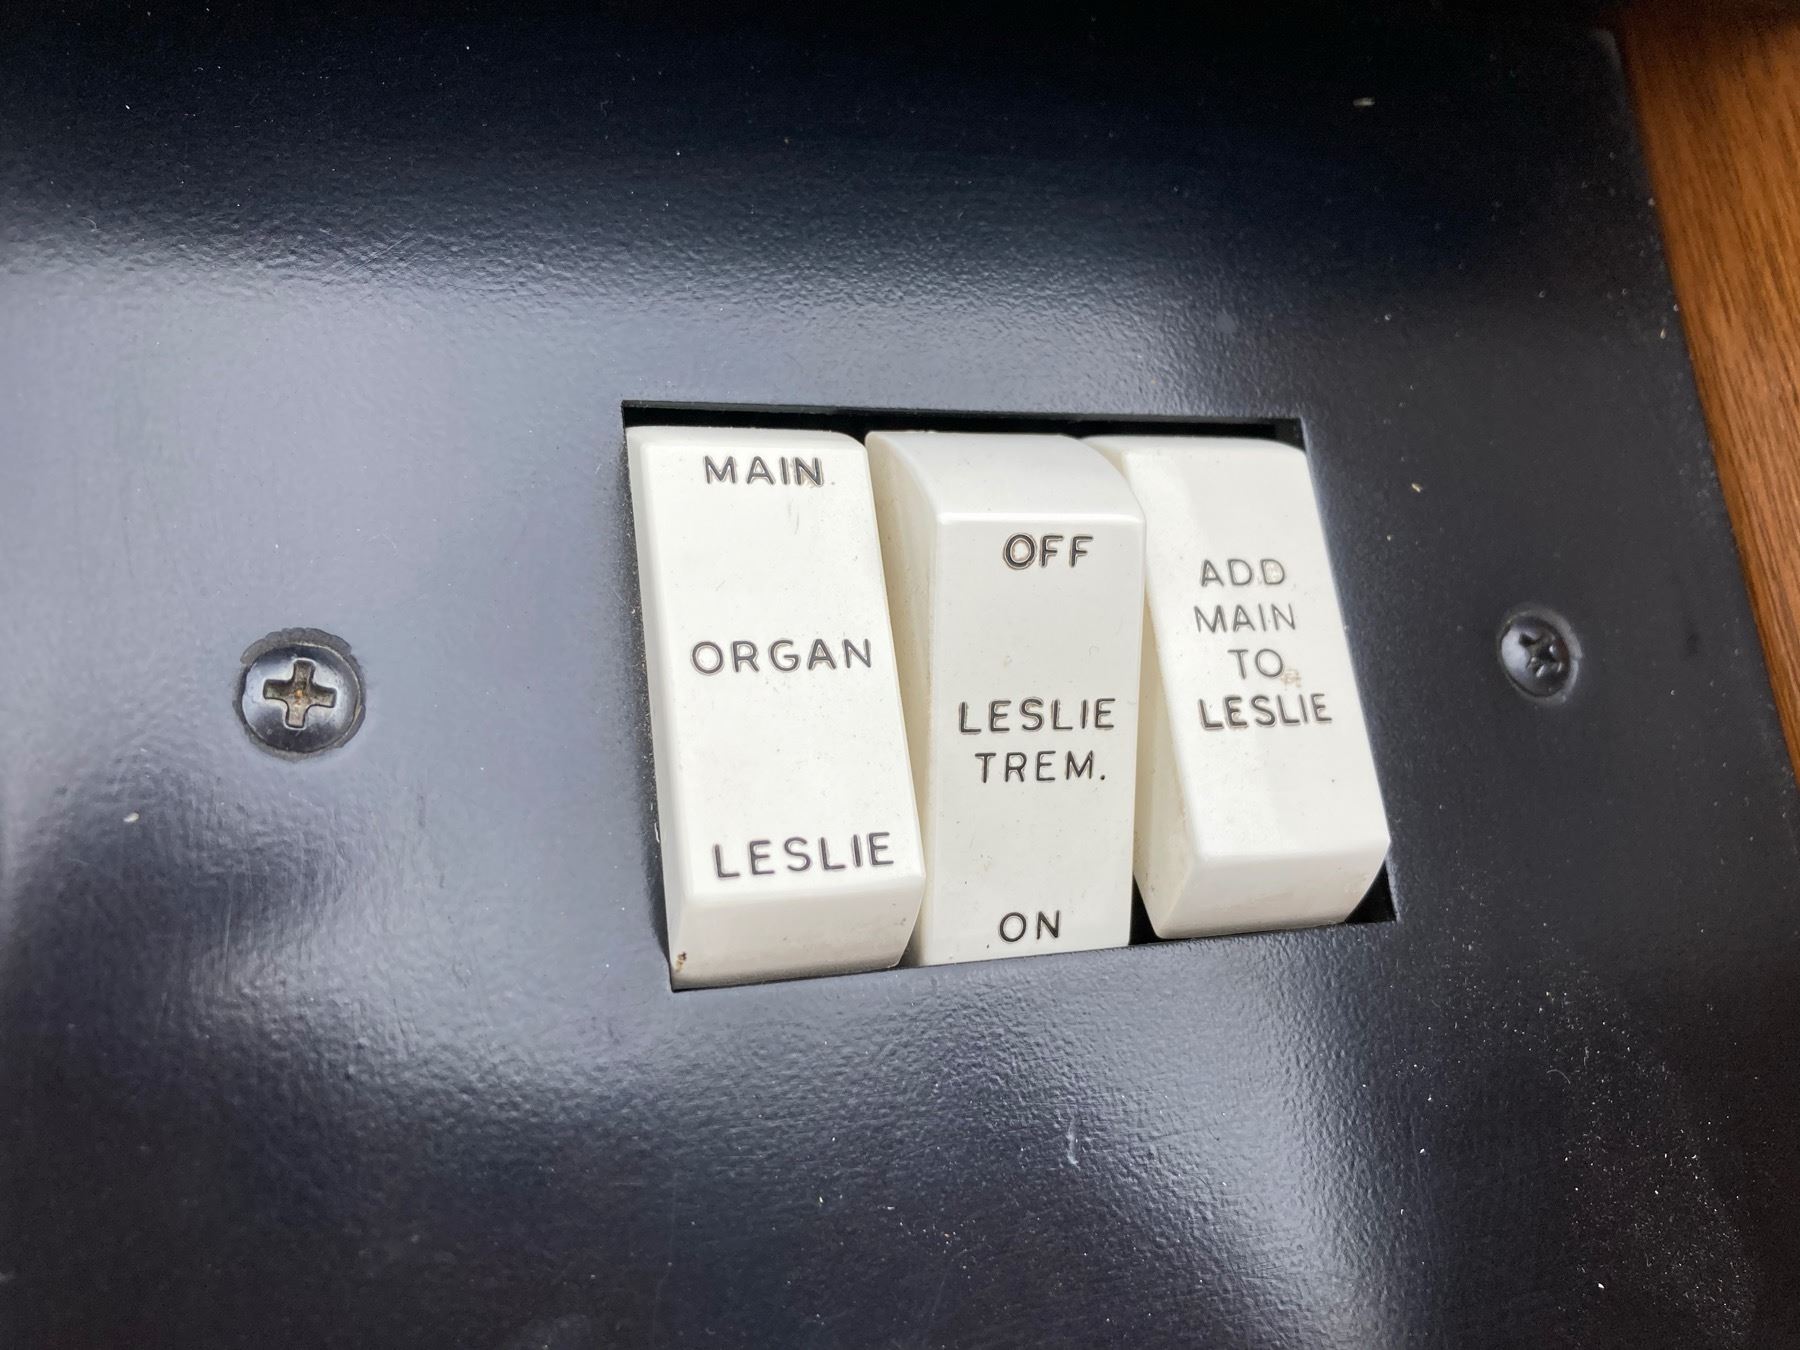 MAIN
ORGAN
LESLIE
OFF
LESLIE
TREM.
ON
ADD
MAIN
TO
LESLIE